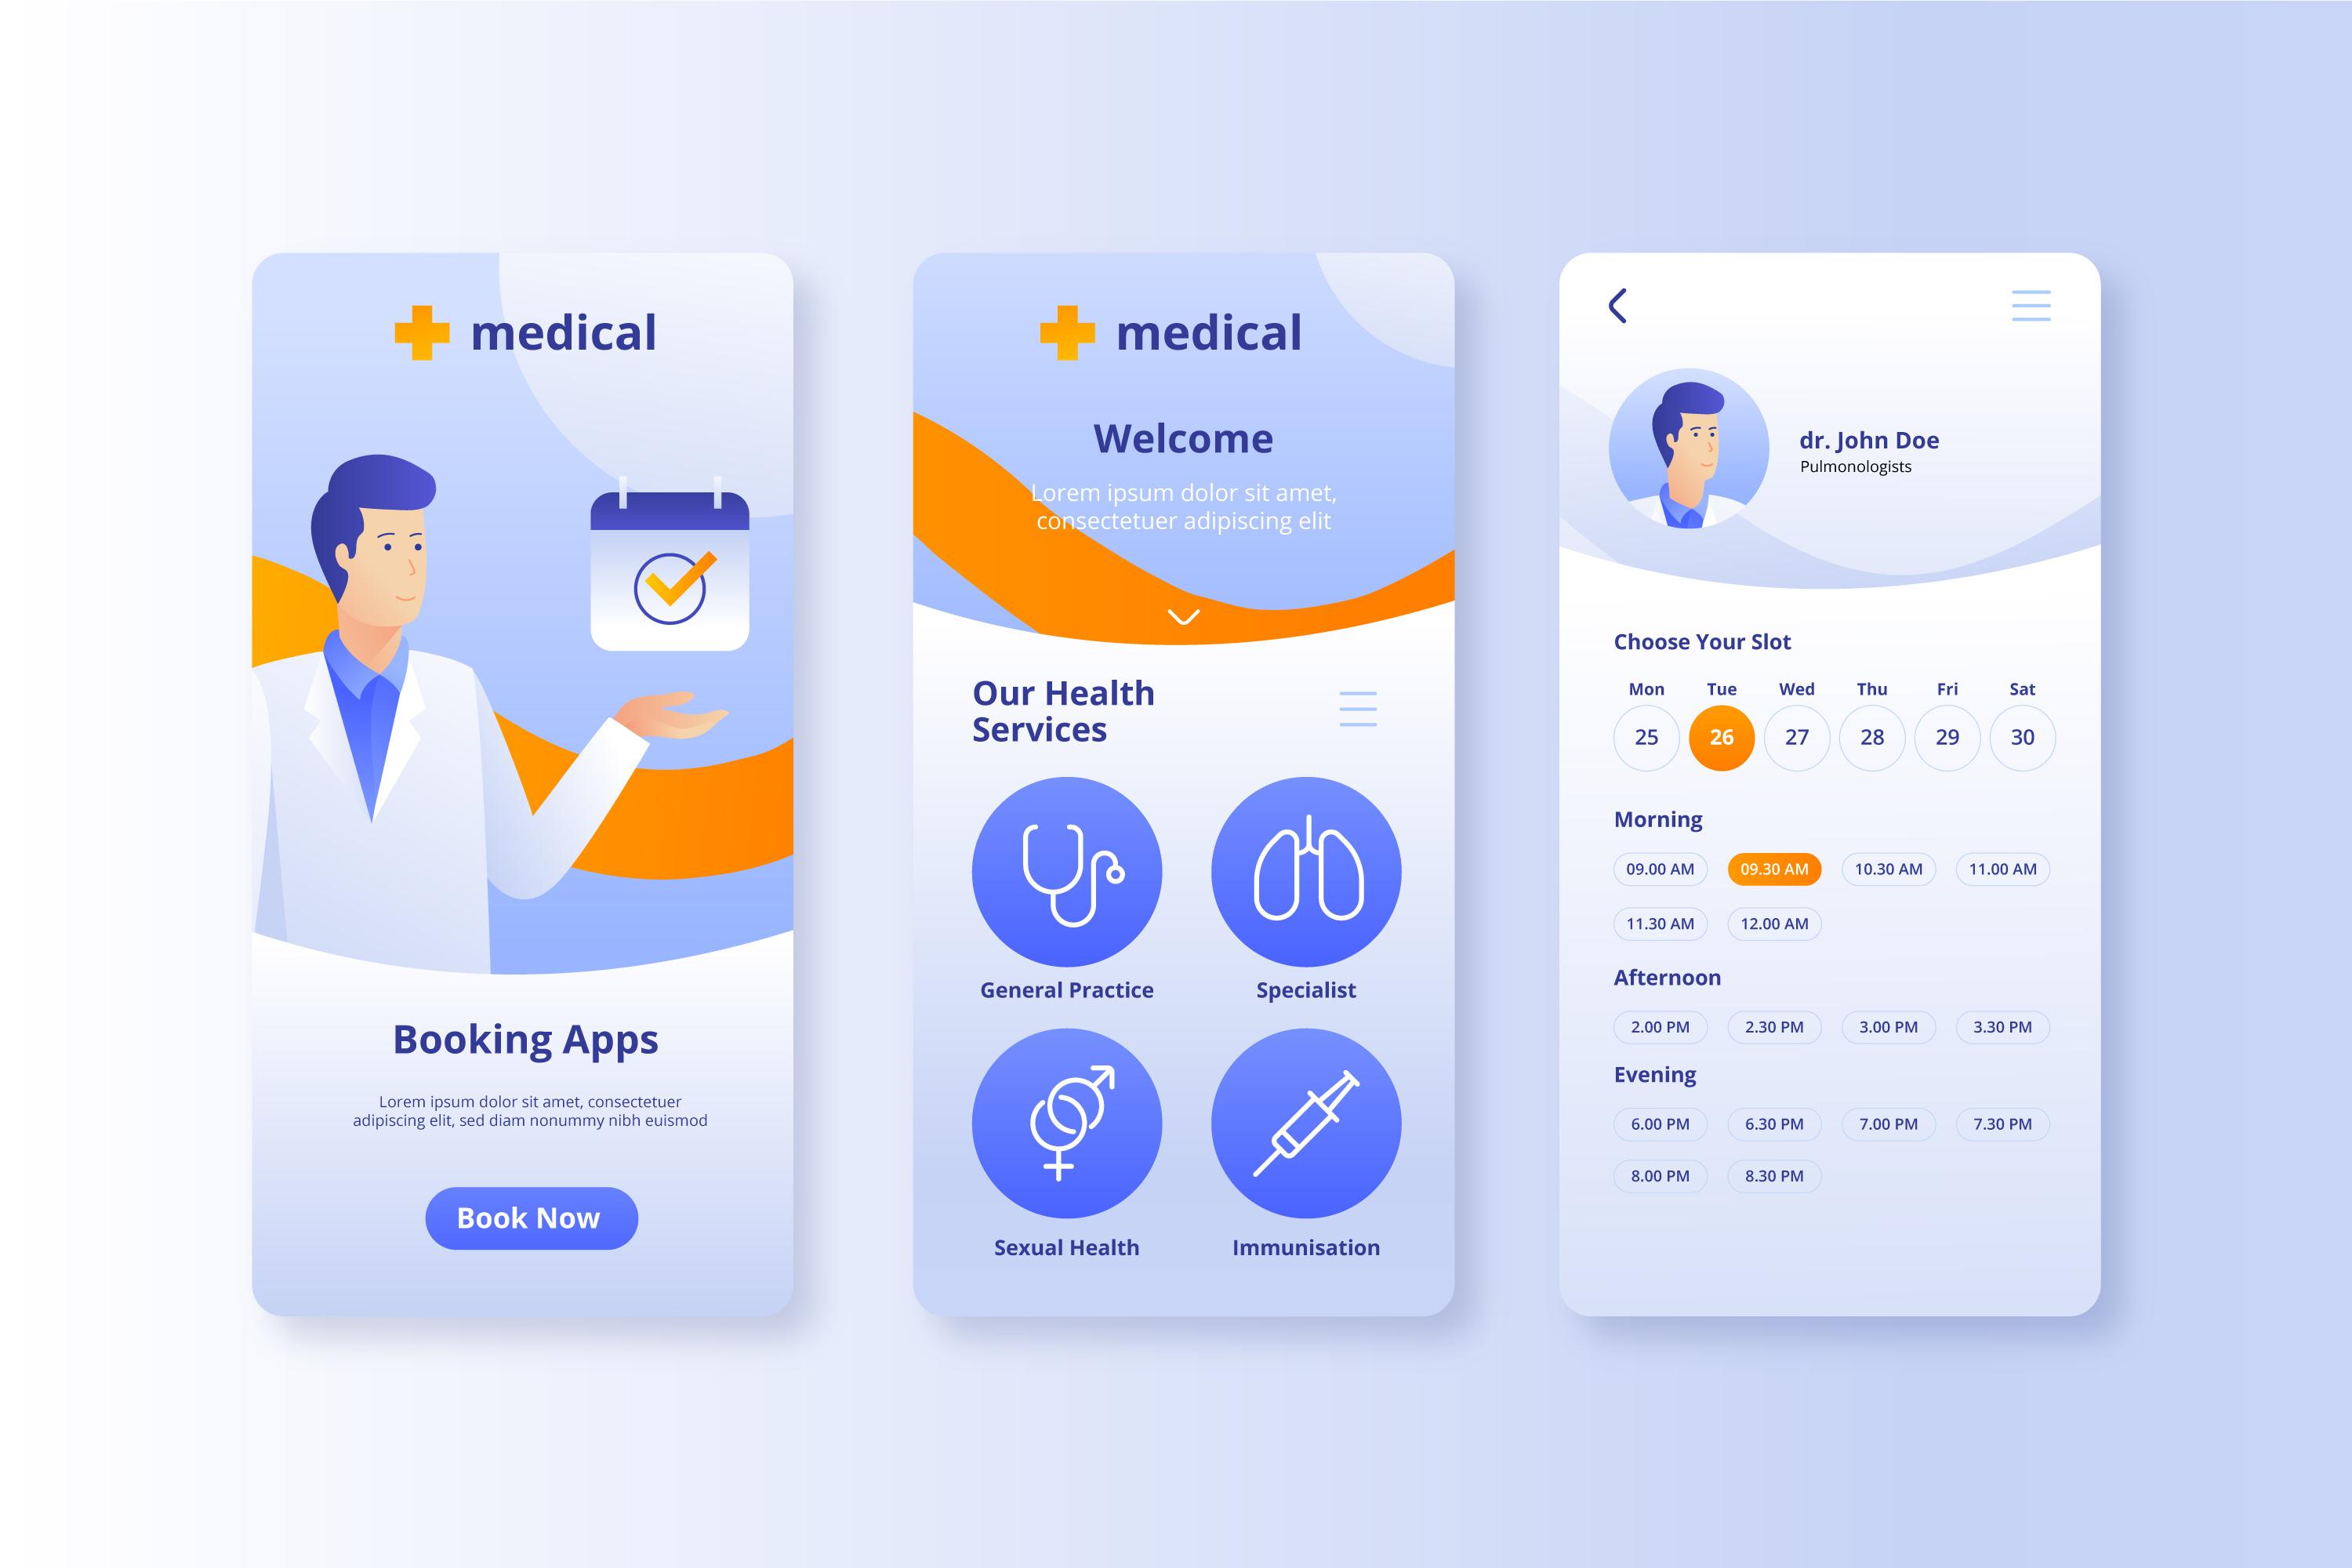 medical
Booking Apps
Lorem ipsum dolor sit amet, consectetuer
adipiscing elit, sed diam nonummy nibh euismod
Book Now
medical
Welcome
Lorem ipsum dolor sit amet,
consectetuer adipiscing elit
Our Health
Services
General Practice Specialist
Sexual Health Immunisation
dr. John Doe
Pulmonologists
Choose Your Slot
Mon Tue Wed Thu Fri Sat
25 26 27 28 29 30
Morning
09.00 AM 09.30 AM 10.30 AM 11.00 AM
11.30 AM 12.00 AM
Afternoon
2.00 PM 2.30 PM 3.00 PM 3.30 PM
Evening
6.00 PM 6.30 PM 7.00 PM 7.30 PM
8.00 PM 8.30 PM